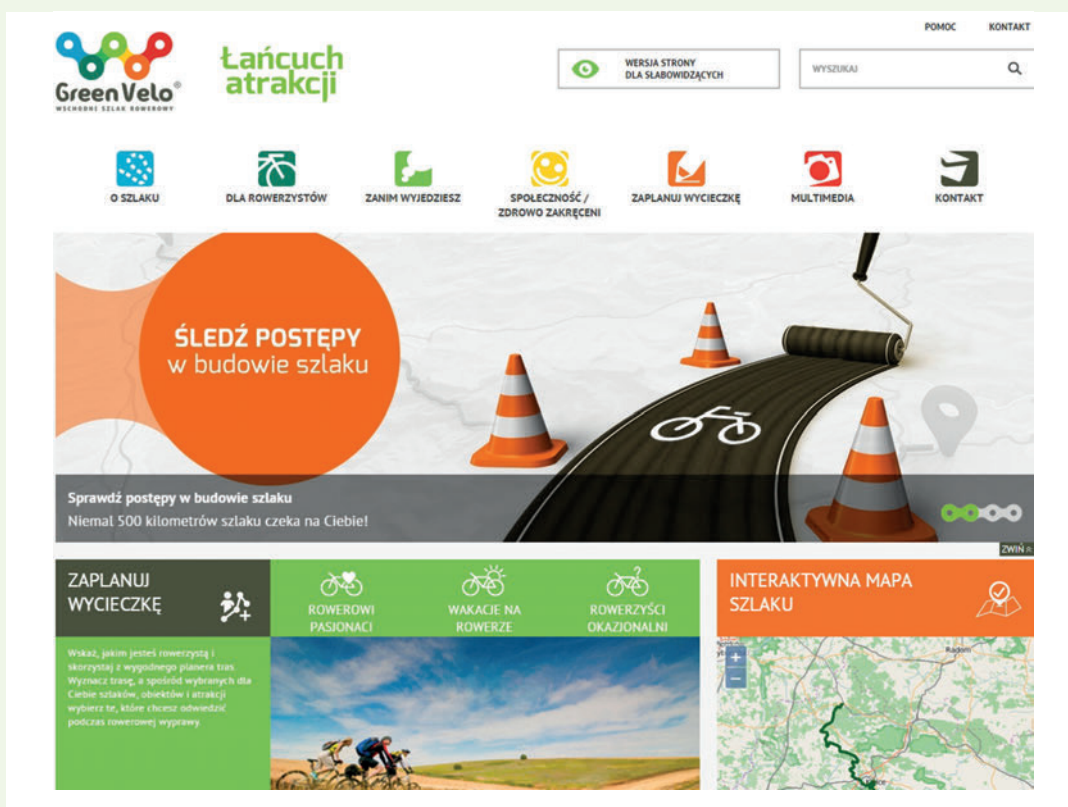 POMOC KONTAKT
GreenVelo®
WSCHODNI SZLAK ROWEROWY
Łańcuch
atrakcji
WERSJA STRONY
DLA SŁABOWIDZĄCYCH
WYSZUKAJ
O SZLAKU
DLA ROWERZYSTÓW
ZANIM WYJEDZIESZ
SPOŁECZNOŚĆ /
ZDROWO ZAKRĘCENI
ZAPLANUJ WYCIECZKĘ
MULTIMEDIA
KONTAKT
ŚLEDŹ POSTĘPY
w budowie szlaku
Sprawdź postępy w budowie szlaku
Niemal 500 kilometrów szlaku czeka na Ciebie!
ZWIŃ
ZAPLANUJ
WYCIECZKĘ
Wskaż, jakim jesteś rowerzystą i
skorzystaj z wygodnego planera tras.
Wyznacz trasę, a spośród wybranych dla
Ciebie szlaków, obiektów i atrakcji
wybierz te, które chcesz odwiedzić
podczas rowerowej wyprawy.
ROWEROWI
PASJONACI
WAKACJE NA
ROWERZE
ROWERZYŚCI
OKAZJONALNI
INTERAKTYWNA MAPA
SZLAKU
Radom